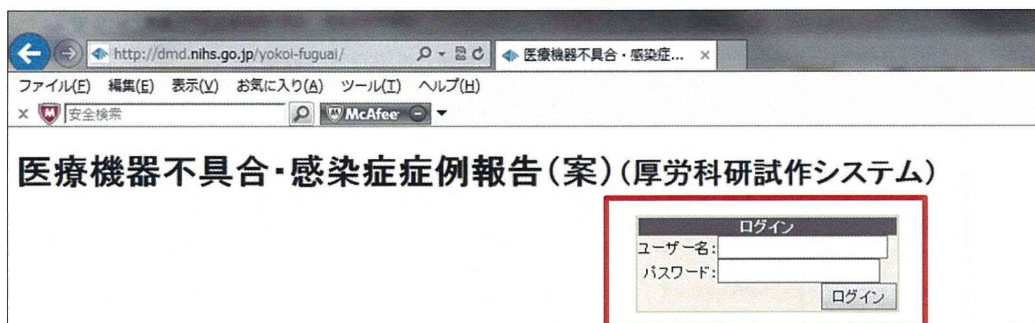 http://dmd.nihs.go.jp/yokoi-fuguai/ 医療機器不具合・感染症... ×
ファイル(F) 編集(E) 表示(V) お気に入り(A) ツール(T) ヘルプ(H)
× 安全検索 McAfee
医療機器不具合・感染症症例報告(案)(厚労科研試作システム)
ログイン
ユーザー名:
パスワード:
ログイン